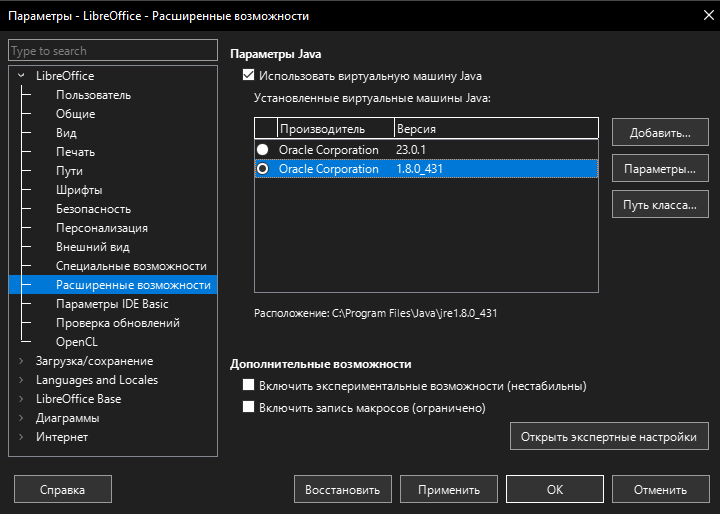 Параметры - LibreOffice - Расширенные возможности
Type to search
LibreOffice
Пользователь
Общие
Вид
Печать
Пути
Шрифты
Безопасность
Персонализация
Внешний вид
Специальные возможности
Расширенные возможности
Параметры IDE Basic
Проверка обновлений
OpenCL
Загрузка/сохранение
Languages and Locales
LibreOffice Base
Диаграммы
Интернет
Параметры Java
Использовать виртуальную машину Java
Установленные виртуальные машины Java:
Производитель Версия
Oracle Corporation 23.0.1
Oracle Corporation 1.8.0_431
Добавить...
Параметры...
Путь класса...
Расположение: C:\Program Files\Java\jre1.8.0_431
Дополнительные возможности
Включить экспериментальные возможности (нестабильны)
Включить запись макросов (ограничено)
Открыть экспертные настройки
Справка
Восстановить
Применить
OK
Отменить